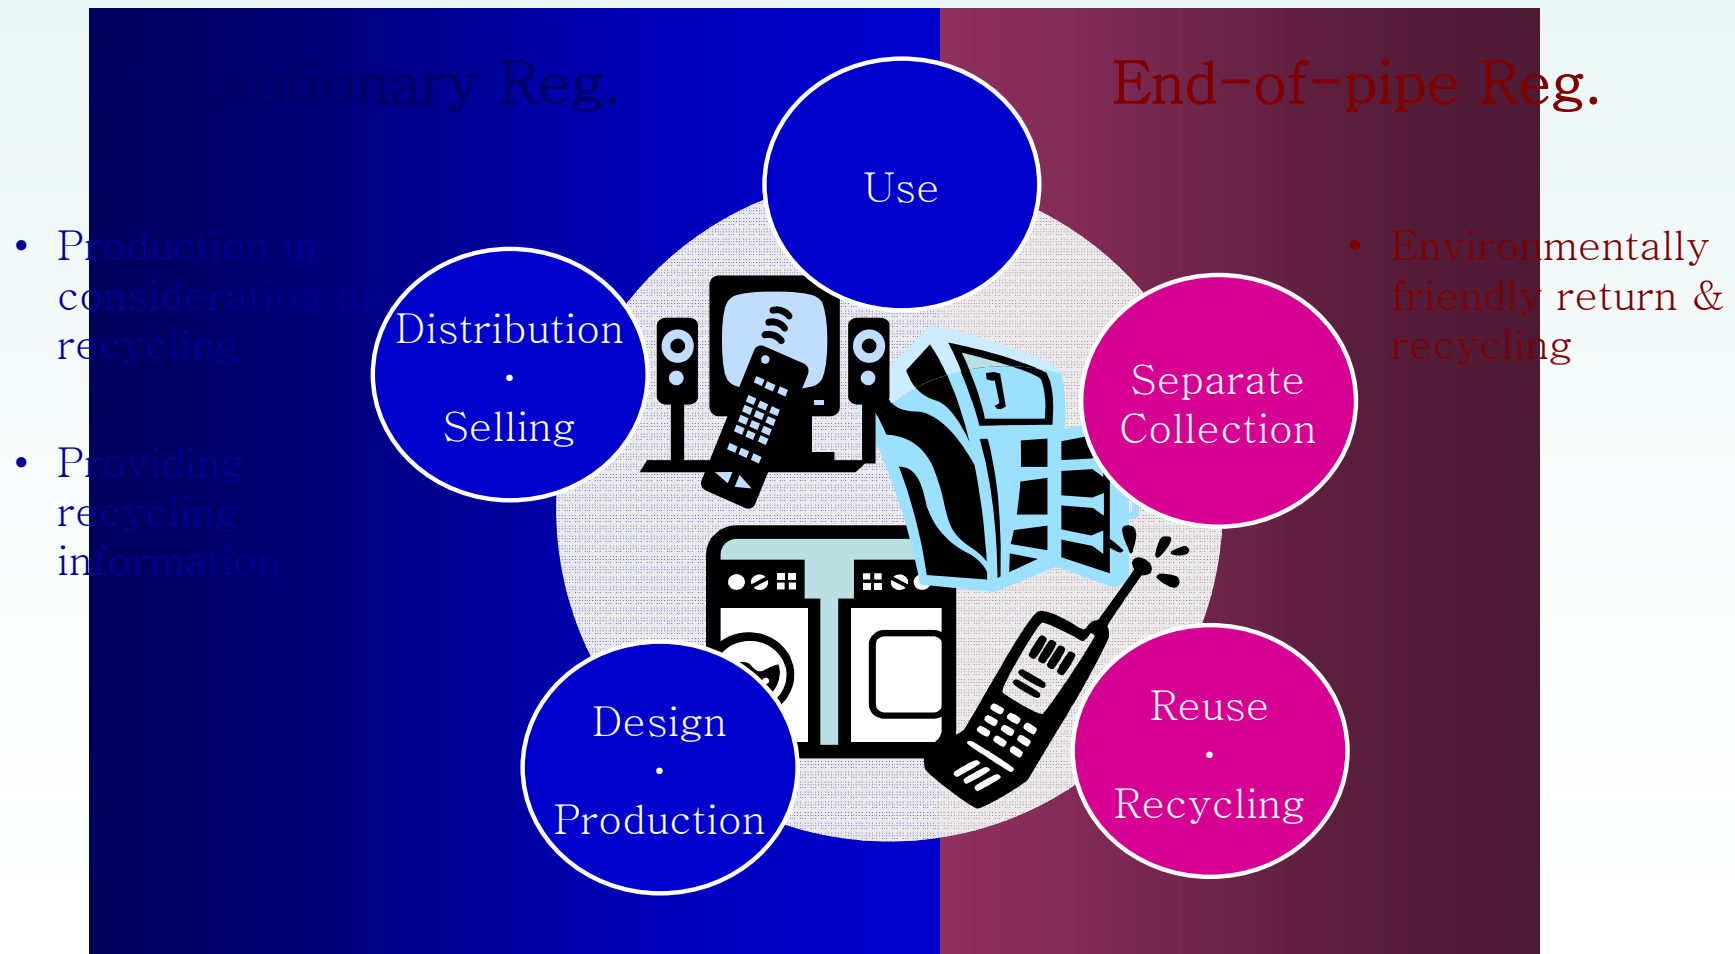 Reg.
End-of-pipe Reg.
Use
• Production in
consideration of
recycling
• Providing
recycling
information
Distribution
·
Selling
• Environmentally
friendly return &
recycling
Separate
Collection
Design
·
Production
Reuse
·
Recycling